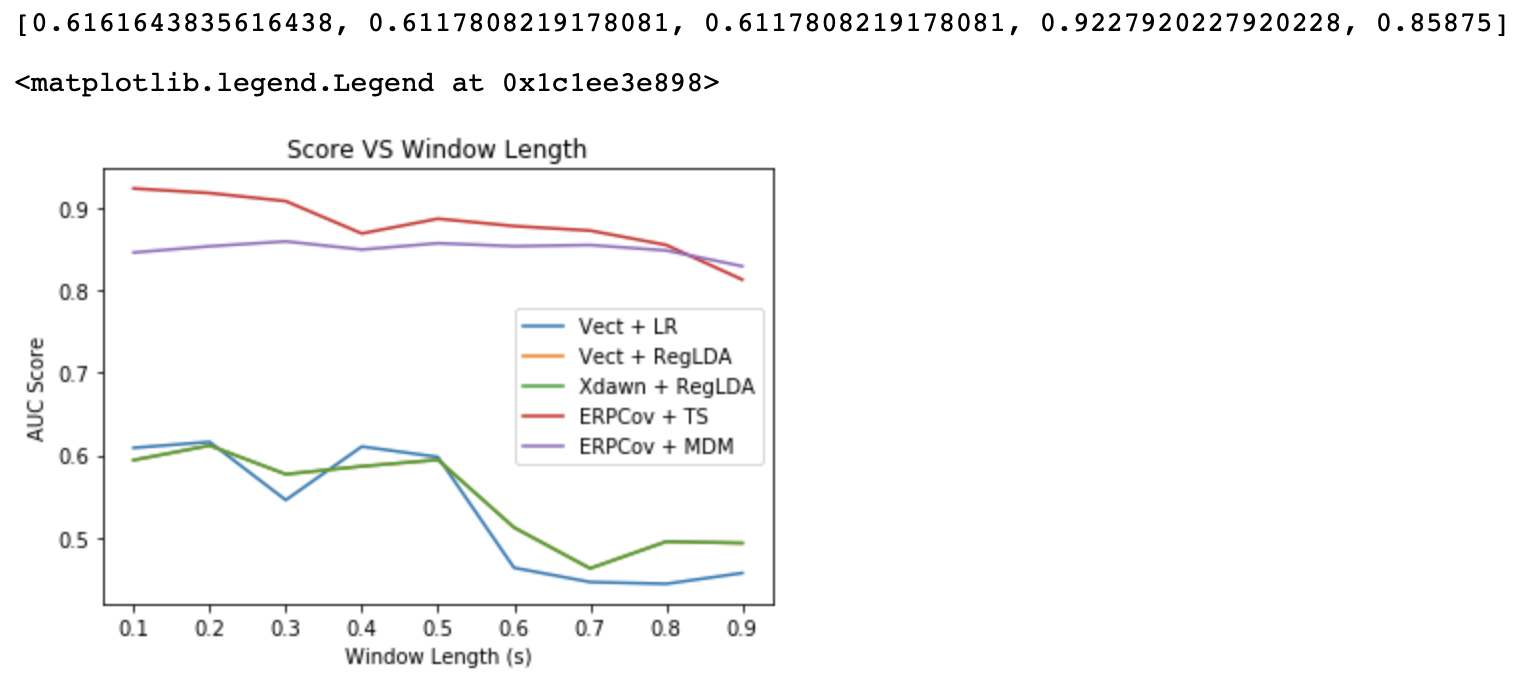 [0.6161643835616438, 0.6117808219178081, 0.6117808219178081, 0.9227920227920228, 0.85875]
<matplotlib.legend.Legend at 0x1c1ee3e898>
Score VS Window Length
AUC Score
0.9
0.8
0.7
0.6
0.5
Vect + LR
Vect + RegLDA
Xdawn + RegLDA
ERPCov + TS
ERPCov + MDM
0.1 0.2 0.3 0.4 0.5 0.6 0.7 0.8 0.9
Window Length (s)